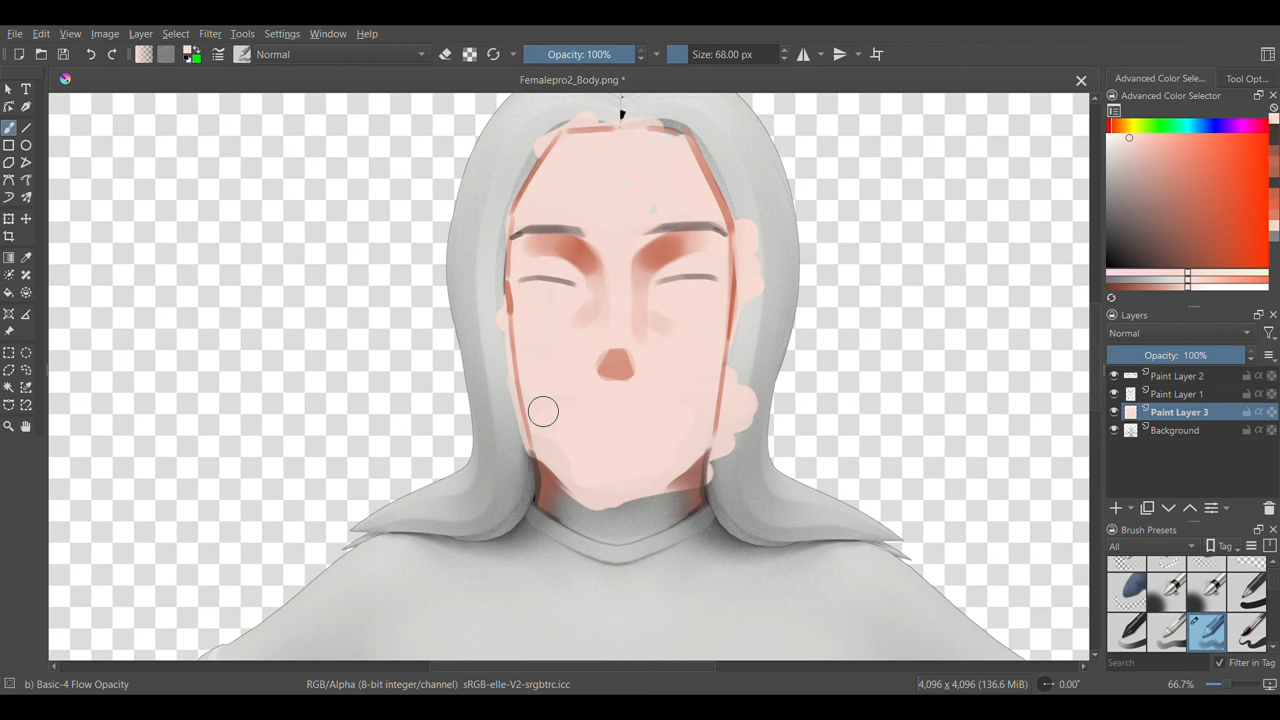 File Edit View Image Layer Select Filter Tools Settings Window Help
Normal
Opacity: 100%
Size: 68.00 px
Femalepro2_Body.png *
Advanced Color Sele...
Tool Opt...
Advanced Color Selector
Layers
Normal
Opacity: 100%
Paint Layer 2
Paint Layer 1
Paint Layer 3
Background
Brush Presets
All
Tag
Search
Filter in Tag
b) Basic-4 Flow Opacity
RGB/Alpha (8-bit integer/channel) sRGB-elle-V2-srgbtrc.icc
4,096 x 4,096 (136.6 MiB)
0.00°
66.7%